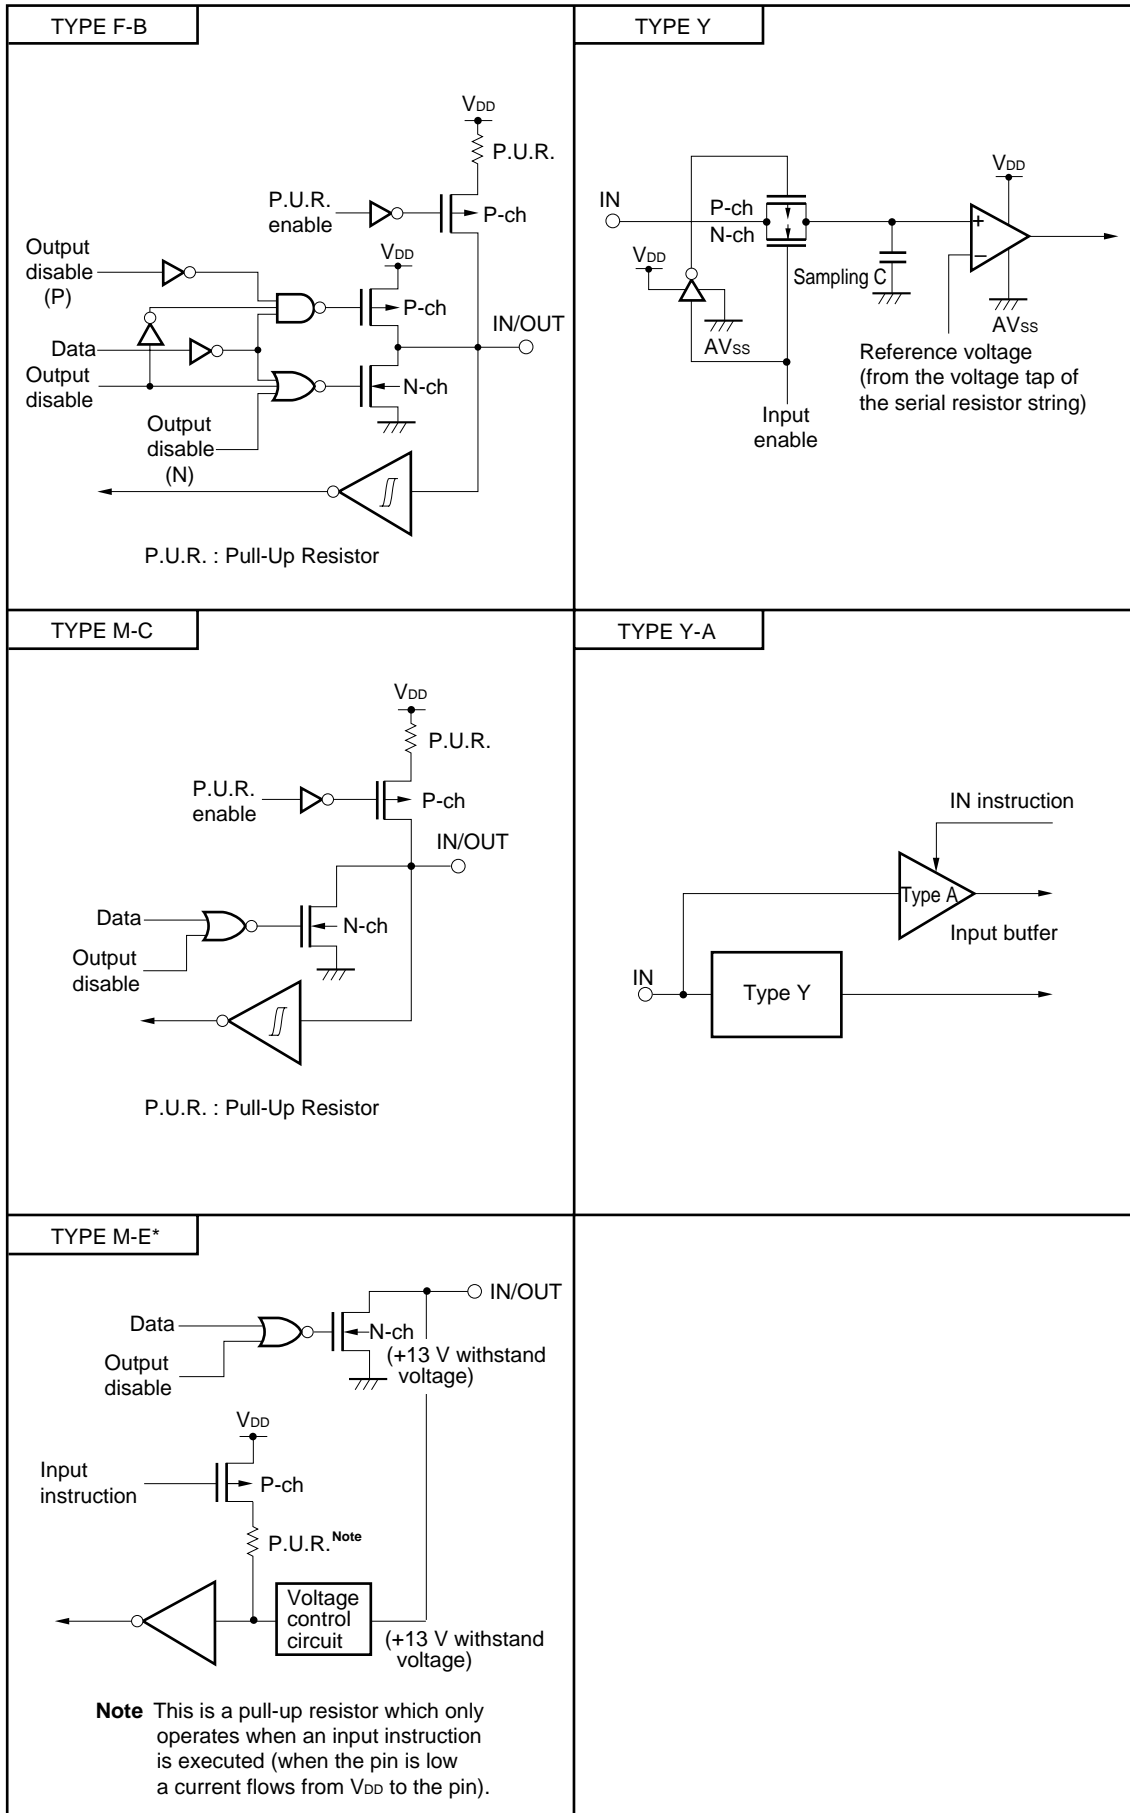 TYPE F-B
VDD
P.U.R.
P.U.R.
enable
P-ch
Output
disable
(P)
VDD
P-ch
IN/OUT
Data
Output
disable
N-ch
Output
disable
(N)
P.U.R. : Pull-Up Resistor
TYPE Y
VDD
IN
P-ch
N-ch
+
−
VDD
Sampling C
AVSS
AVSS
Reference voltage
(from the voltage tap of
the serial resistor string)
Input
enable
TYPE M-C
VDD
P.U.R.
P.U.R.
enable
P-ch
IN/OUT
Data
N-ch
Output
disable
P.U.R. : Pull-Up Resistor
TYPE Y-A
IN instruction
Type A
Input butfer
IN
Type Y
TYPE M-E*
IN/OUT
Data
N-ch
(+13 V withstand
voltage)
Output
disable
VDD
Input
instruction
P-ch
P.U.R.Note
Voltage
control
circuit
(+13 V withstand
voltage)
Note This is a pull-up resistor which only
operates when an input instruction
is executed (when the pin is low
a current flows from VDD to the pin).